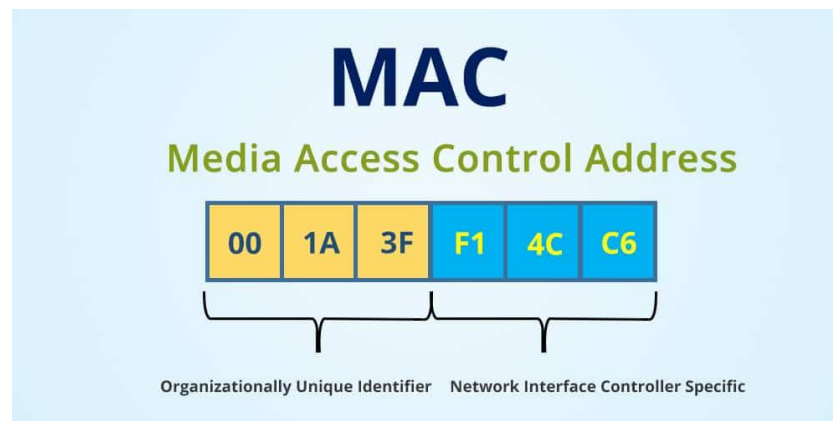 MAC
Media Access Control Address
00 1A 3F F1 4C C6
Organizationally Unique Identifier Network Interface Controller Specific